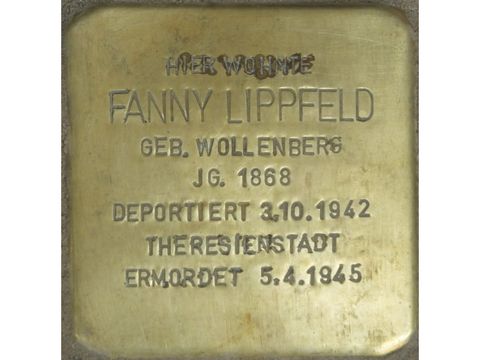 HIER WOHNTE
FANNY LIPPFELD
GEB. WOLLENBERG
JG. 1868
DEPORTIERT 3.10.1942
THERESIENSTADT
ERMORDET 5.4.1945